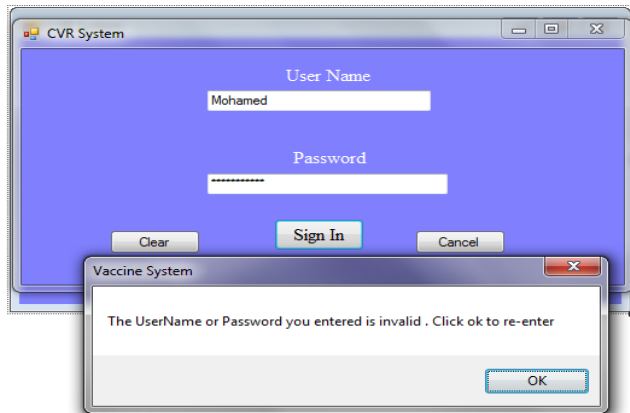 CVR System
User Name
Mohamed
Password
***********
Clear
Sign In
Cancel
Vaccine System
The UserName or Password you entered is invalid . Click ok to re-enter
OK